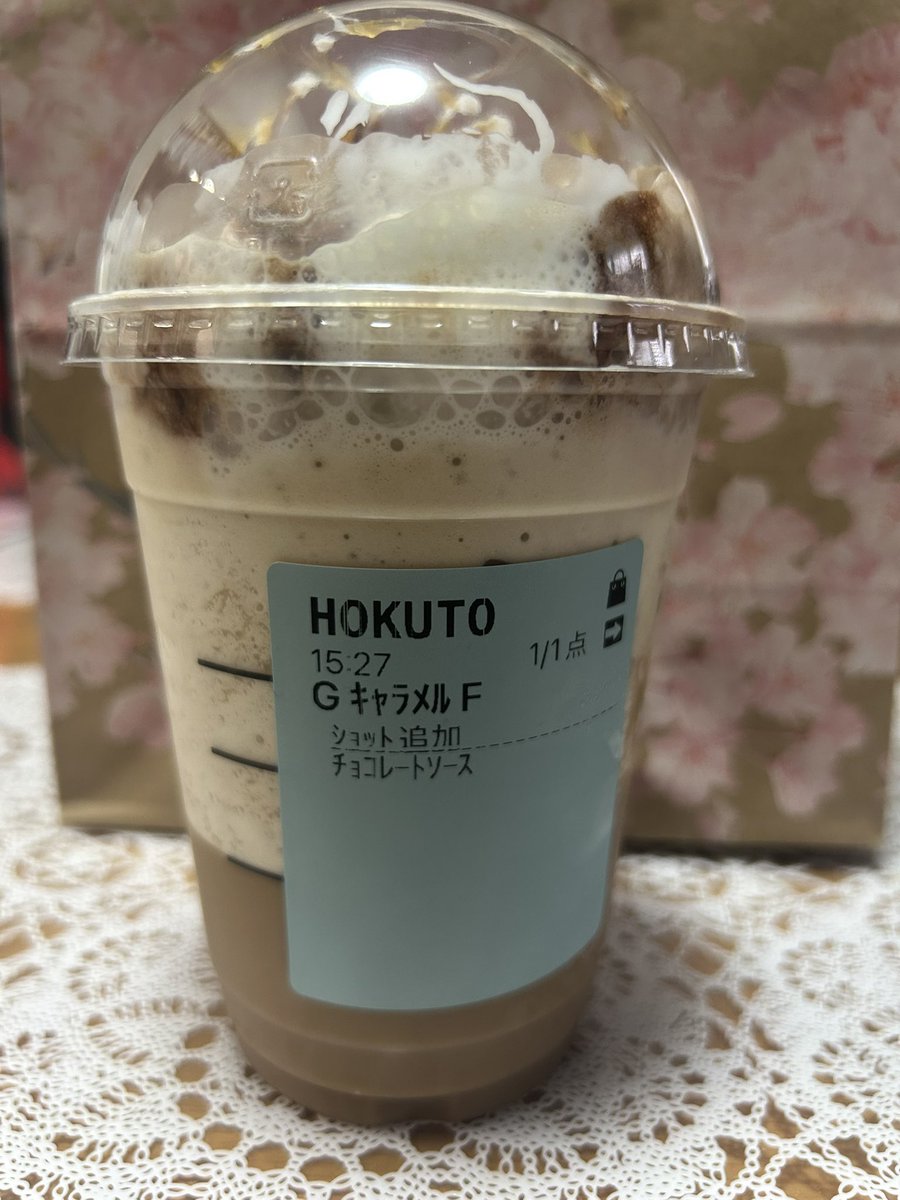 HOKUTO
15:27
1/1点
G キャラメル F
ショット追加
チョコレートソース